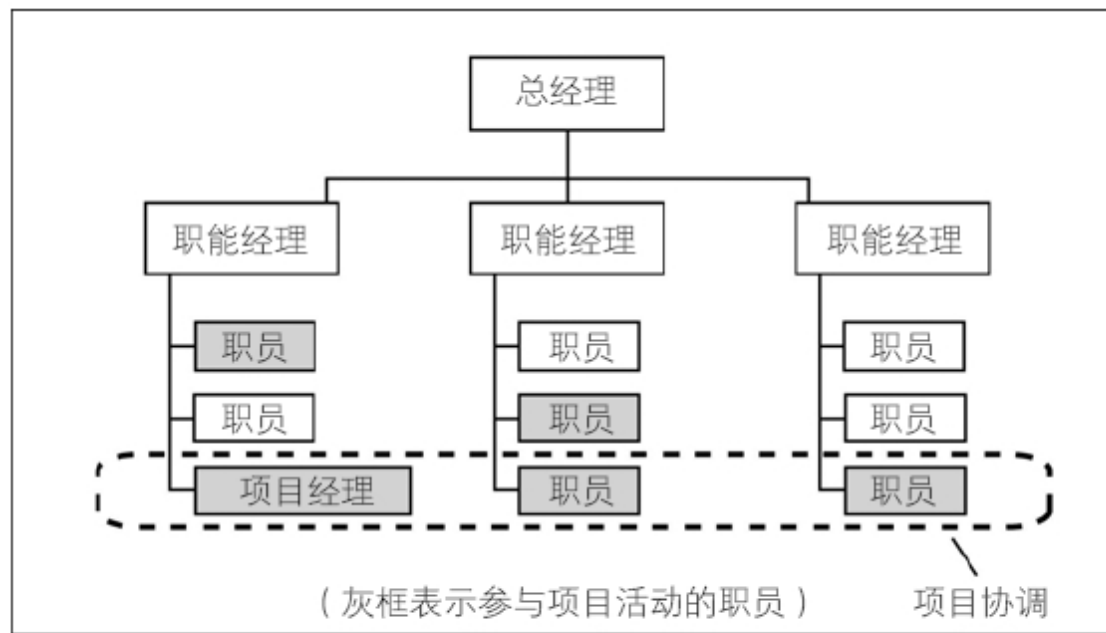 总经理
职能经理 职能经理 职能经理
职员 职员 职员
职员 职员 职员
项目经理 职员 职员
（灰框表示参与项目活动的职员） 项目协调